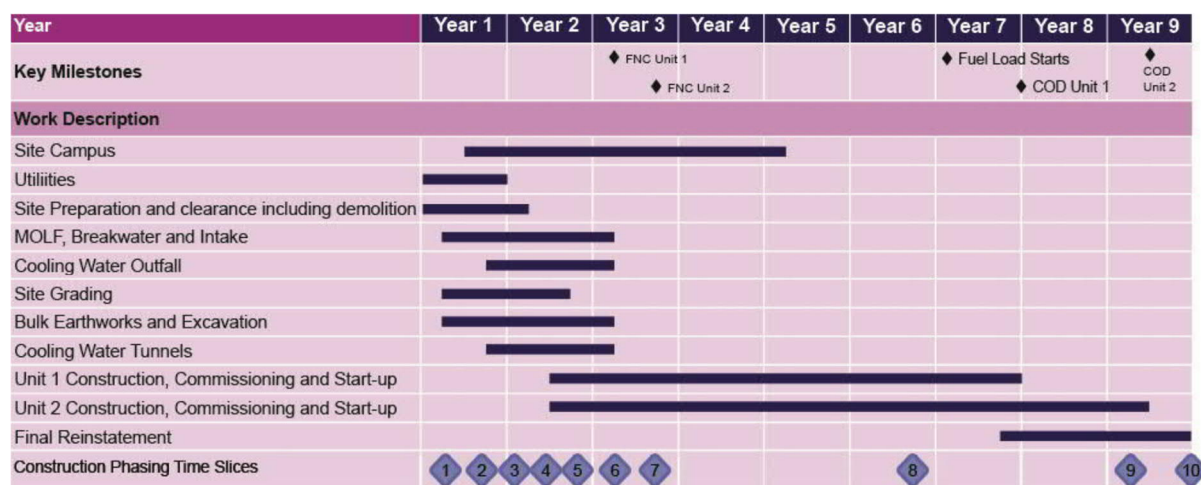 Year Year 1 Year 2 Year 3 Year 4 Year 5 Year 6 Year 7 Year 8 Year 9
Key Milestones
FNC Unit 1
FNC Unit 2
Fuel Load Starts
COD Unit 1
COD
Unit 2
Work Description
Site Campus
Utiliities
Site Preparation and clearance including demolition
MOLF, Breakwater and Intake
Cooling Water Outfall
Site Grading
Bulk Earthworks and Excavation
Cooling Water Tunnels
Unit 1 Construction, Commissioning and Start-up
Unit 2 Construction, Commissioning and Start-up
Final Reinstatement
Construction Phasing Time Slices 1 2 3 4 5 6 7 8 9 10